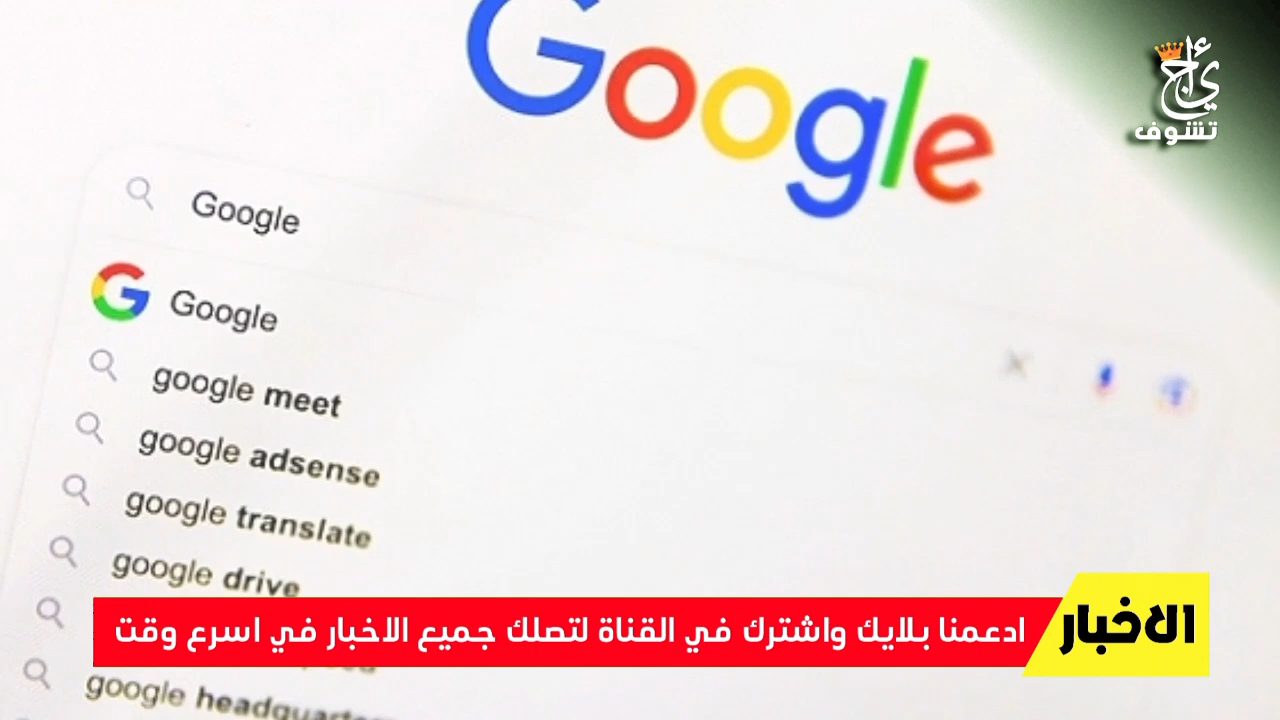 Google
أي
تشوف
Google
Google
google meet
google adsense
google translate
google drive
الاخبار
ادعمنا بلايك واشترك في القناة لتصلك جميع الاخبار في اسرع وقت
google